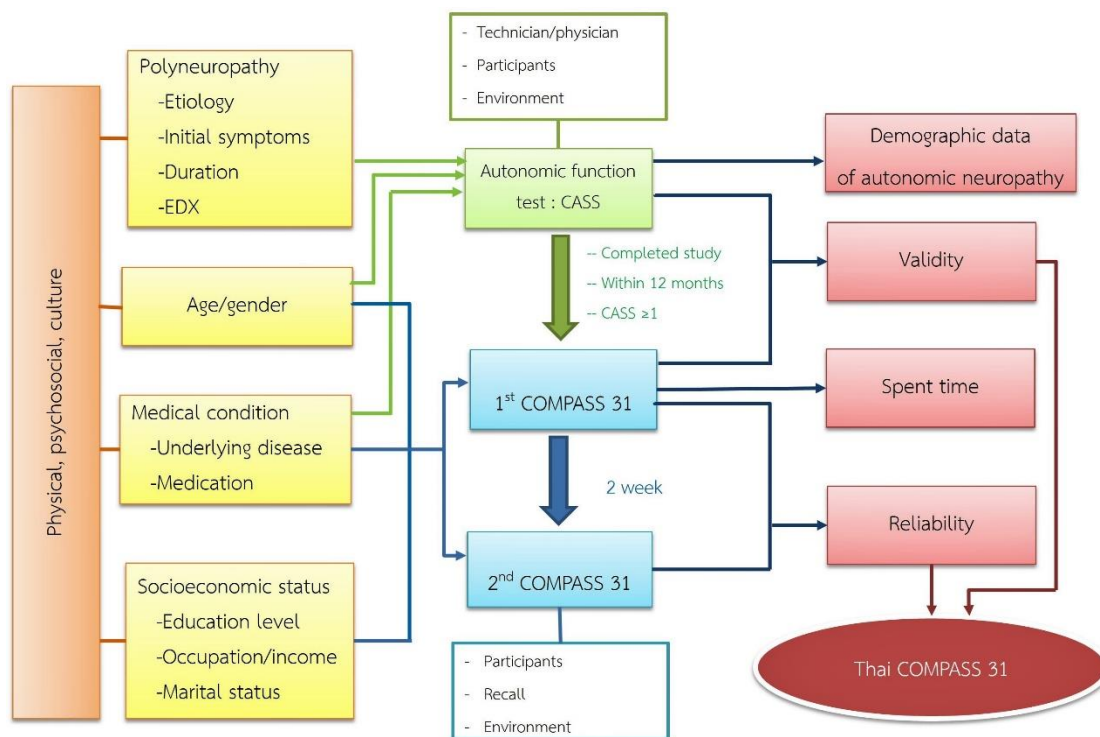 Physical, psychosocial, culture
Polyneuropathy
-Etiology
-Initial symptoms
-Duration
-EDX
Age/gender
Medical condition
-Underlying disease
-Medication
Socioeconomic status
-Education level
-Occupation/income
-Marital status
- Technician/physician
- Participants
- Environment
Autonomic function
test : CASS
-- Completed study
-- Within 12 months
-- CASS ≥1
1st COMPASS 31
2 week
2nd COMPASS 31
- Participants
- Recall
- Environment
Demographic data
of autonomic neuropathy
Validity
Spent time
Reliability
Thai COMPASS 31